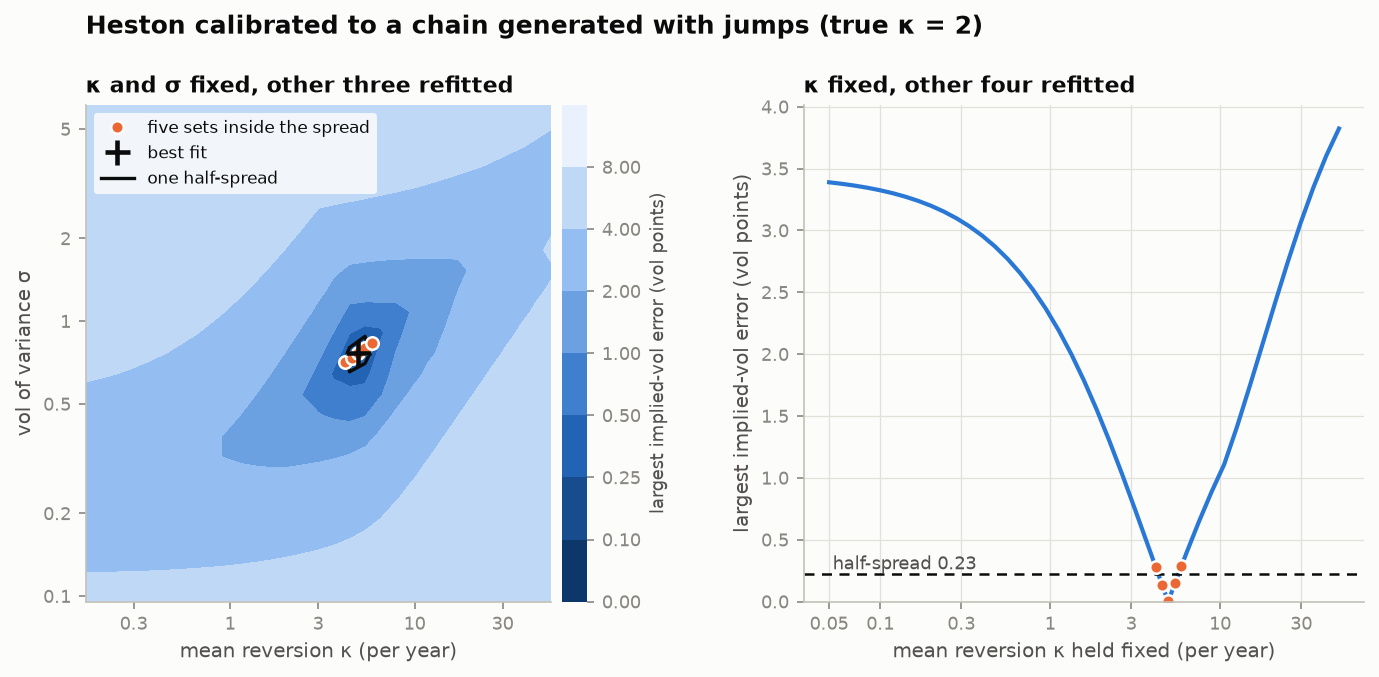 Heston calibrated to a chain generated with jumps (true κ = 2)
κ and σ fixed, other three refitted
five sets inside the spread
best fit
one half-spread
5
2
1
0.5
0.2
0.1
vol of variance σ
0.3
1
3
10
30
mean reversion κ (per year)
8.00
4.00
2.00
1.00
0.50
0.25
0.10
0.00
largest implied-vol error (vol points)
κ fixed, other four refitted
4.0
3.5
3.0
2.5
2.0
1.5
1.0
0.5
0.0
largest implied-vol error (vol points)
half-spread 0.23
0.05
0.1
0.3
1
3
10
30
mean reversion κ held fixed (per year)